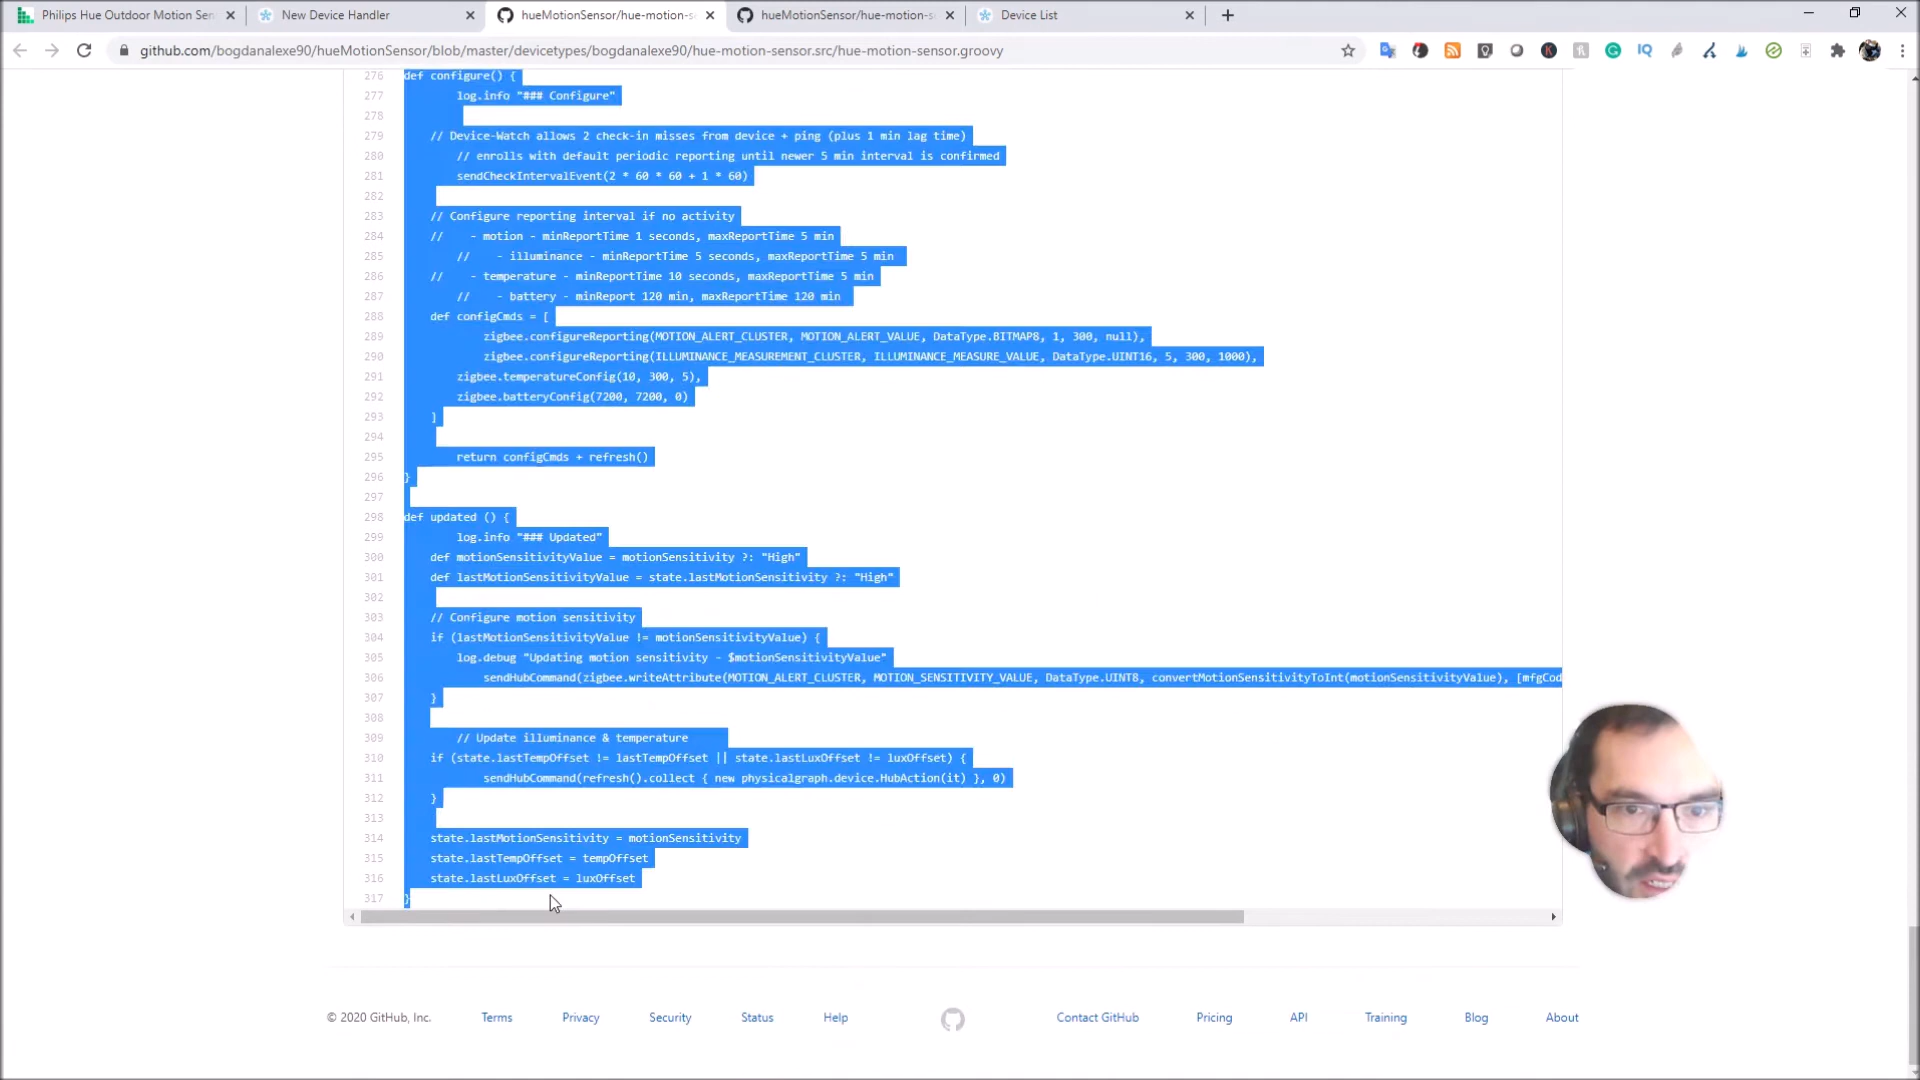 Philips Hue Outdoor Motion Sen
New Device Handler
hueMotionSensor/hue-motion-s
hueMotionSensor/hue-motion-s
Device List
github.com/bogdanalexe90/hueMotionSensor/blob/master/devicetypes/bogdanalexe90/hue-motion-sensor.src/hue-motion-sensor.groovy
276 def configure() {
277 log.info "### Configure"
278
279 // Device-Watch allows 2 check-in misses from device + ping (plus 1 min lag time)
280 // enrolls with default periodic reporting until newer 5 min interval is confirmed
281 sendCheckIntervalEvent(2 * 60 * 60 + 1 * 60)
282
283 // Configure reporting interval if no activity
284 // - motion - minReportTime 1 seconds, maxReportTime 5 min
285 // - illuminance - minReportTime 5 seconds, maxReportTime 5 min
286 // - temperature - minReportTime 10 seconds, maxReportTime 5 min
287 // - battery - minReport 120 min, maxReportTime 120 min
288 def configCmds = [
289 zigbee.configureReporting(MOTION_ALERT_CLUSTER, MOTION_ALERT_VALUE, DataType.BITMAP8, 1, 300, null),
290 zigbee.configureReporting(ILLUMINANCE_MEASUREMENT_CLUSTER, ILLUMINANCE_MEASURE_VALUE, DataType.UINT16, 5, 300, 1000),
291 zigbee.temperatureConfig(10, 300, 5),
292 zigbee.batteryConfig(7200, 7200, 0)
293 ]
294
295 return configCmds + refresh()
296 }
297
298 def updated () {
299 log.info "### Updated"
300 def motionSensitivityValue = motionSensitivity ?: "High"
301 def lastMotionSensitivityValue = state.lastMotionSensitivity ?: "High"
302
303 // Configure motion sensitivity
304 if (lastMotionSensitivityValue != motionSensitivityValue) {
305 log.debug "Updating motion sensitivity - $motionSensitivityValue"
306 sendHubCommand(zigbee.writeAttribute(MOTION_ALERT_CLUSTER, MOTION_SENSITIVITY_VALUE, DataType.UINT8, convertMotionSensitivityToInt(motionSensitivityValue), [mfgCod
307 }
308
309 // Update illuminance & temperature
310 if (state.lastTempOffset != lastTempOffset || state.lastLuxOffset != luxOffset) {
311 sendHubCommand(refresh().collect { new physicalgraph.device.HubAction(it) }, 0)
312 }
313
314 state.lastMotionSensitivity = motionSensitivity
315 state.lastTempOffset = tempOffset
316 state.lastLuxOffset = luxOffset
317 }
© 2020 GitHub, Inc. Terms Privacy Security Status Help Contact GitHub Pricing API Training Blog About